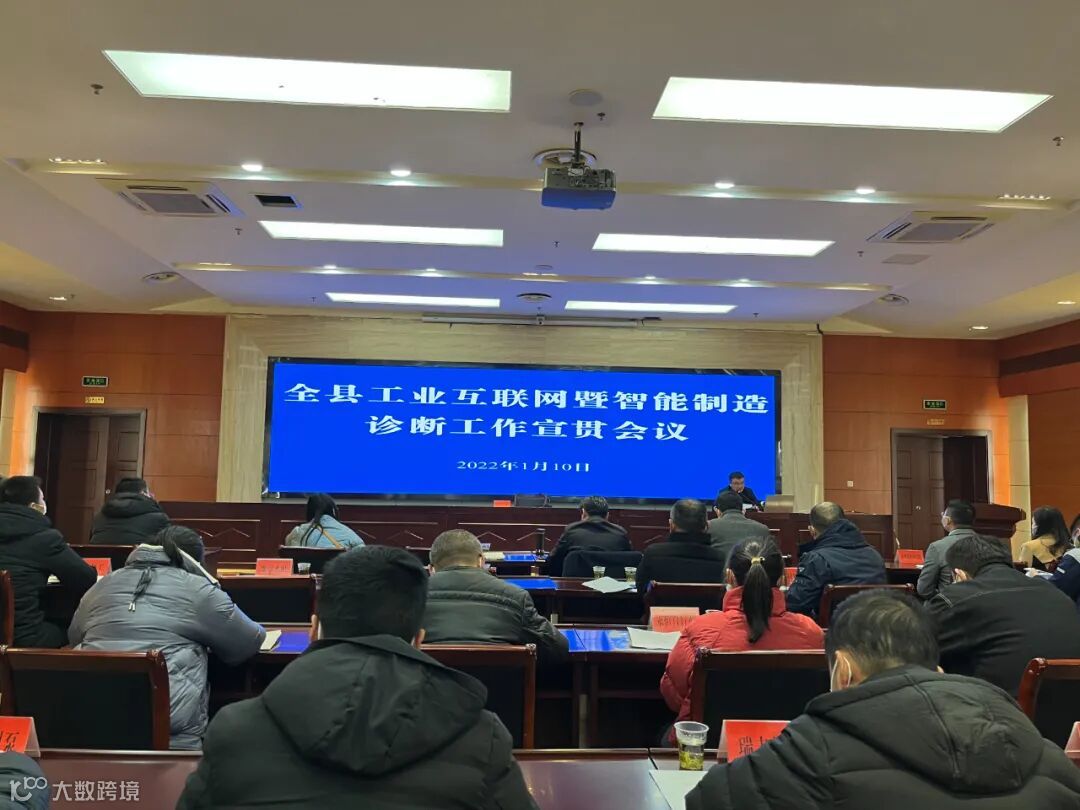 全县工业互联网暨智能制造
诊断工作宣贯会议
2022年1月10日
大数跨境